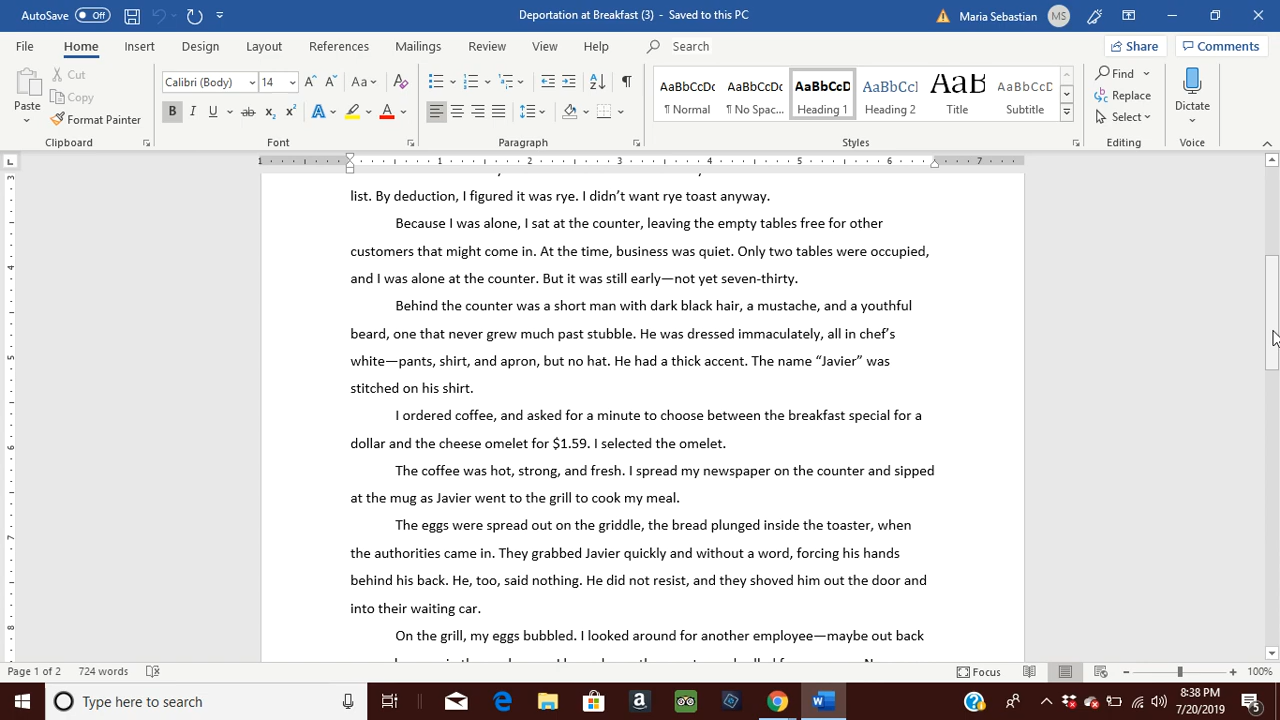 AutoSave Off
Deportation at Breakfast (3) - Saved to this PC
Maria Sebastian MS
File Home Insert Design Layout References Mailings Review View Help Search Share Comments
Paste
Cut
Copy
Format Painter
Clipboard
Calibri (Body) 14
Font
Paragraph
AaBbCcDc AaBbCcDc AaBbCcD AaBbCcl AaB AaBbCcDd
¶ Normal ¶ No Spac... Heading 1 Heading 2 Title Subtitle
Styles
Find
Replace
Select
Editing
Dictate
Voice
1 1 2 3 4 5 6 7
list. By deduction, I figured it was rye. I didn’t want rye toast anyway.
Because I was alone, I sat at the counter, leaving the empty tables free for other
customers that might come in. At the time, business was quiet. Only two tables were occupied,
and I was alone at the counter. But it was still early—not yet seven-thirty.
Behind the counter was a short man with dark black hair, a mustache, and a youthful
beard, one that never grew much past stubble. He was dressed immaculately, all in chef’s
white—pants, shirt, and apron, but no hat. He had a thick accent. The name “Javier” was
stitched on his shirt.
I ordered coffee, and asked for a minute to choose between the breakfast special for a
dollar and the cheese omelet for $1.59. I selected the omelet.
The coffee was hot, strong, and fresh. I spread my newspaper on the counter and sipped
at the mug as Javier went to the grill to cook my meal.
The eggs were spread out on the griddle, the bread plunged inside the toaster, when
the authorities came in. They grabbed Javier quickly and without a word, forcing his hands
behind his back. He, too, said nothing. He did not resist, and they shoved him out the door and
into their waiting car.
On the grill, my eggs bubbled. I looked around for another employee—maybe out back
Page 1 of 2 724 words Focus 100%
Type here to search
8:38 PM
7/20/2019
5